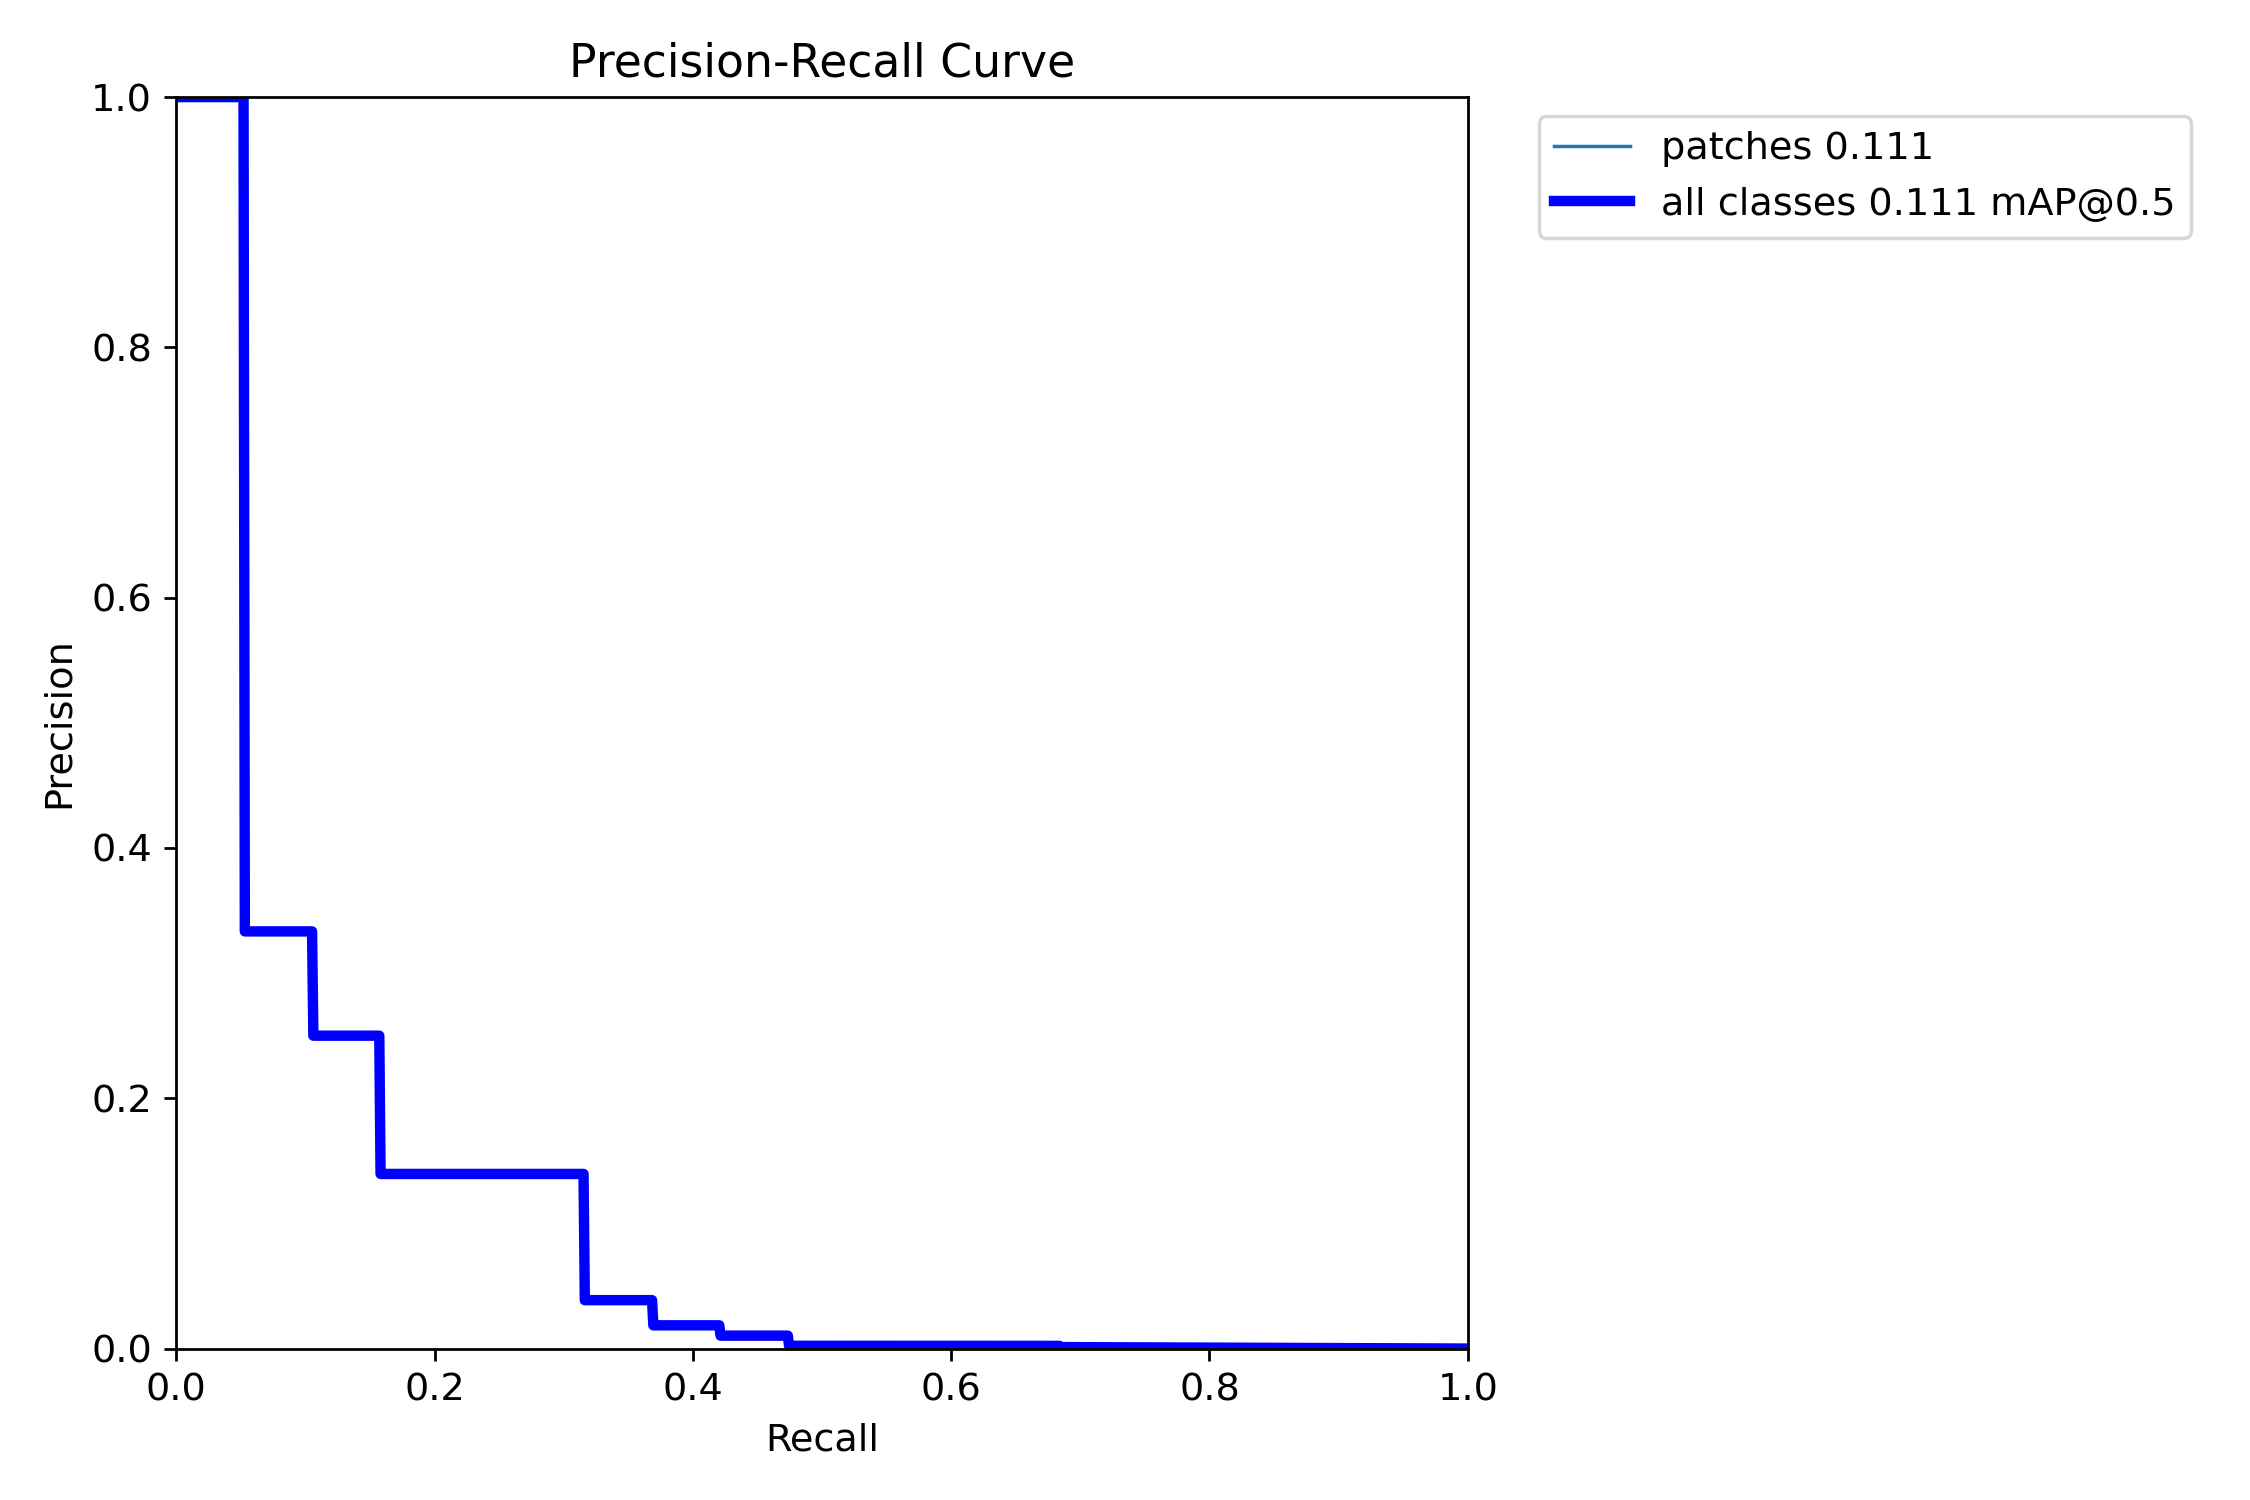 Precision-Recall Curve
patches 0.111
all classes 0.111 mAP@0.5
Precision
1.0
0.8
0.6
0.4
0.2
0.0
0.0 0.2 0.4 0.6 0.8 1.0
Recall